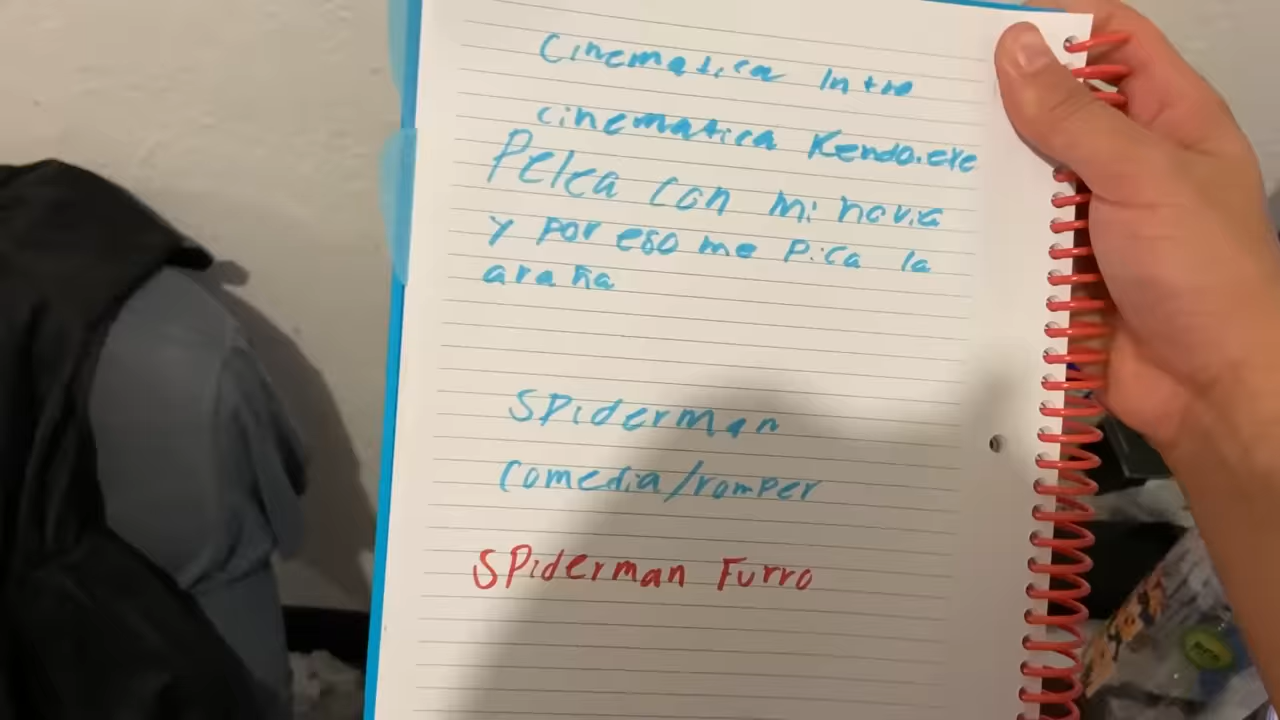 Cinematica Intro
cinematica Kendo.exe
Pelea con mi novia
y por eso me pica la
araña
Spiderman
Comedia/romper
Spiderman Furro